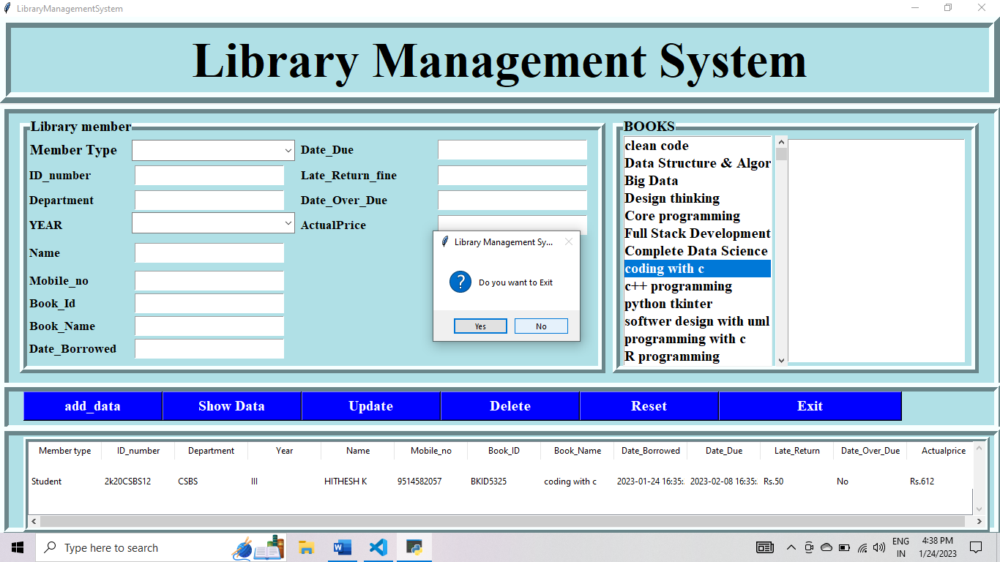 LibraryManagementSystem
Library Management System
Library member
Member Type
Date_Due
ID_number
Late_Return_fine
Department
Date_Over_Due
YEAR
ActualPrice
Name
Mobile_no
Book_Id
Book_Name
Date_Borrowed
Library Management Sy...
Do you want to Exit
Yes No
BOOKS
clean code
Data Structure & Algor
Big Data
Design thinking
Core programming
Full Stack Development
Complete Data Science
coding with c
c++ programming
python tkinter
softwer design with uml
programming with c
R programming
add_data Show Data Update Delete Reset Exit
Member type ID_number Department Year Name Mobile_no Book_ID Book_Name Date_Borrowed Date_Due Late_Return Date_Over_Due Actualprice
Student 2k20CSBS12 CSBS III HITHESH K 9514582057 BKID5325 coding with c 2023-01-24 16:35: 2023-02-08 16:35: Rs.50 No Rs.612
Type here to search
ENG
IN
4:38 PM
1/24/2023